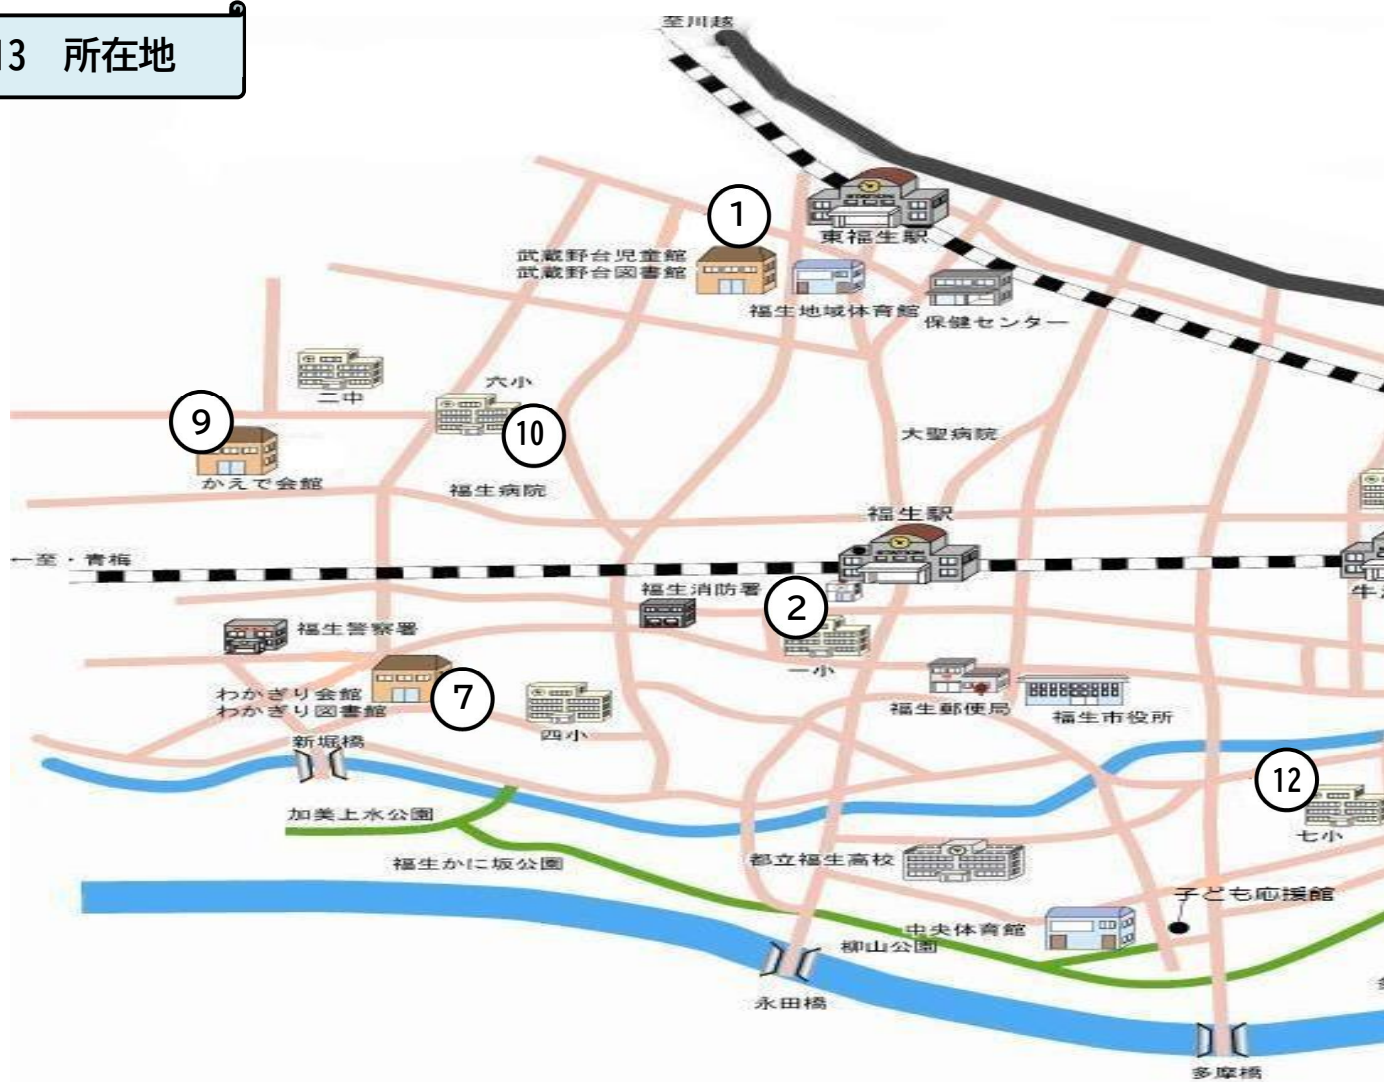 13 所在地
至川越
STATION
東福生駅
1
武蔵野台児童館
武蔵野台図書館
福生地域体育館
保健センター
二中
六小
9
10
かえで会館
福生病院
大聖病院
福生駅
STATION
←至・青梅
福生消防署
2
牛
福生警察署
一小
わかぎり会館
わかぎり図書館
7
四小
福生郵便局
福生市役所
新堀橋
12
七小
加美上水公園
福生かに坂公園
都立福生高校
子ども応援館
中央体育館
柳山公園
永田橋
多摩橋